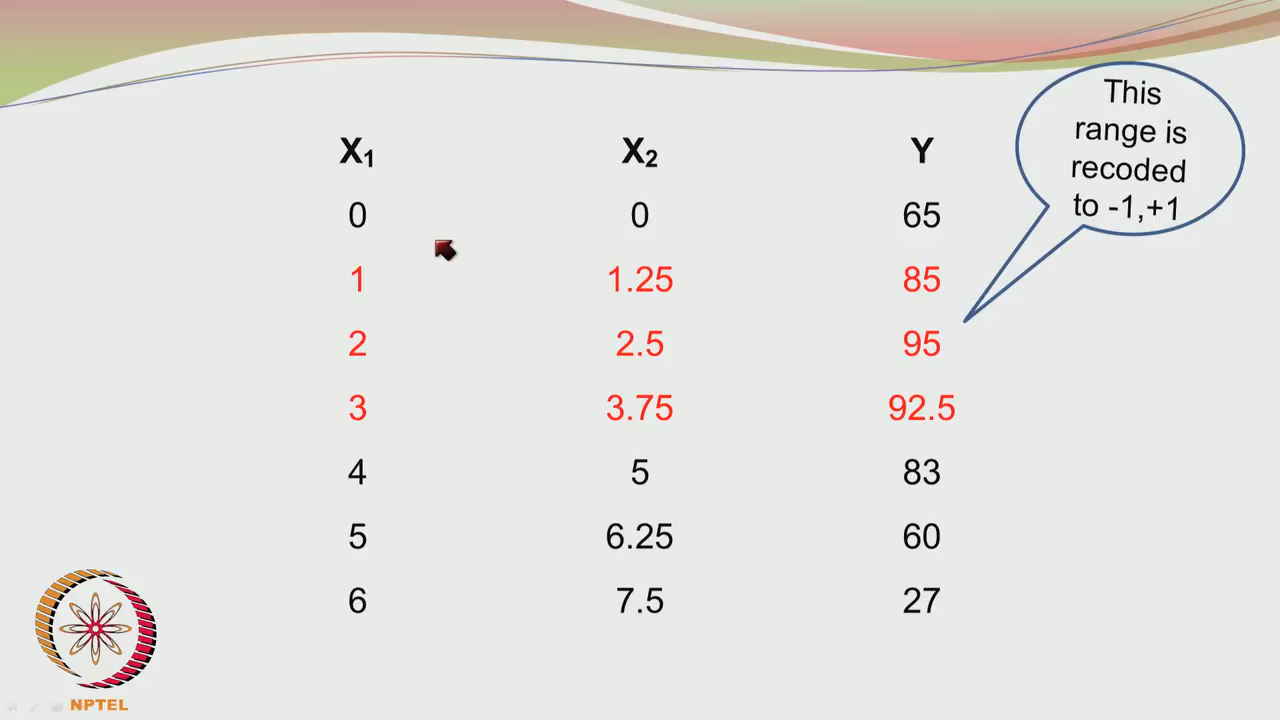 X₁ X₂ Y
0 0 65
1 1.25 85
2 2.5 95
3 3.75 92.5
4 5 83
5 6.25 60
6 7.5 27
This
range is
recoded
to -1,+1
NPTEL